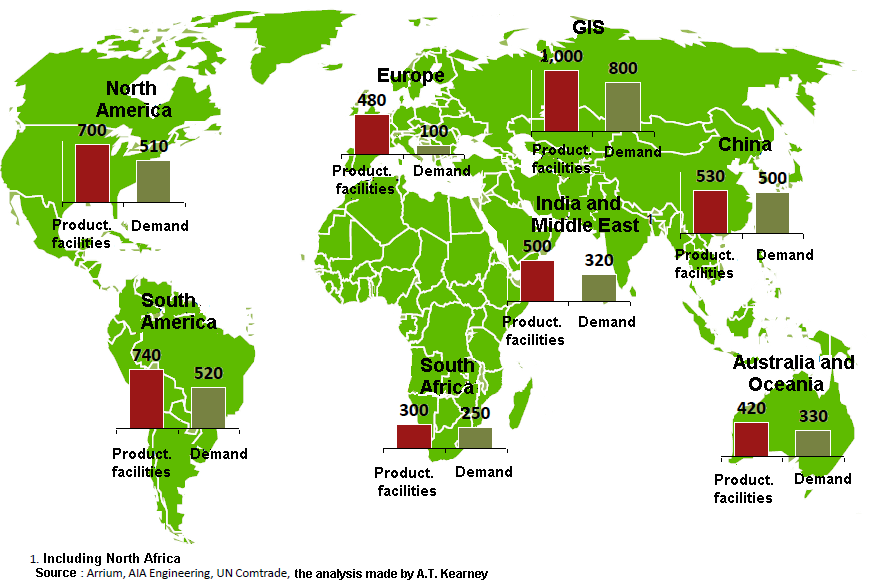 GIS
1,000
800
Product.
facilities
Demand
Europe
480
100
Product.
facilities
Demand
North
America
700
510
Product.
facilities
Demand
China
530
500
Product.
facilities
Demand
India and
Middle East 1
500
320
Product.
facilities
Demand
South
America
740
520
Product.
facilities
Demand
South
Africa
300
250
Product.
facilities
Demand
Australia and
Oceania
420
330
Product.
facilities
Demand
1. Including North Africa
Source : Arrium, AIA Engineering, UN Comtrade, the analysis made by A.T. Kearney